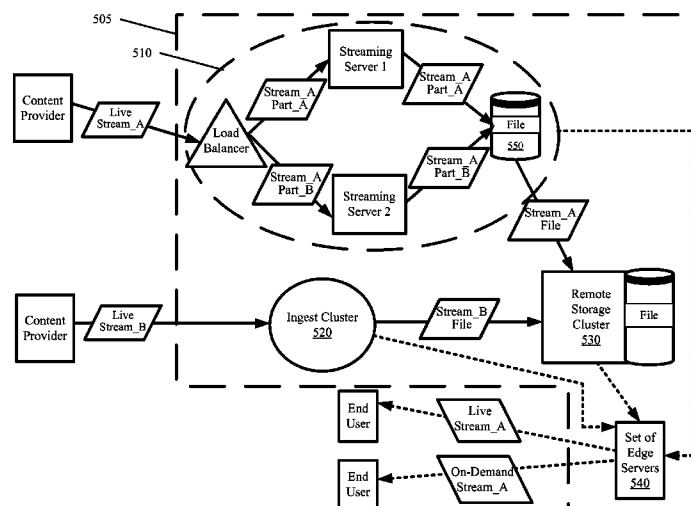 505
510
Streaming
Server 1
Content
Provider
Live
Stream_A
Load
Balancer
Stream_A
Part_A
Stream_A
Part_A
File
550
Stream_A
Part_B
Stream_A
Part_B
Streaming
Server 2
Stream_A
File
Content
Provider
Live
Stream_B
Ingest Cluster
520
Stream_B
File
Remote
Storage
Cluster
530
File
End
User
Live
Stream_A
Set of
Edge
Servers
540
End
User
On-Demand
Stream_A